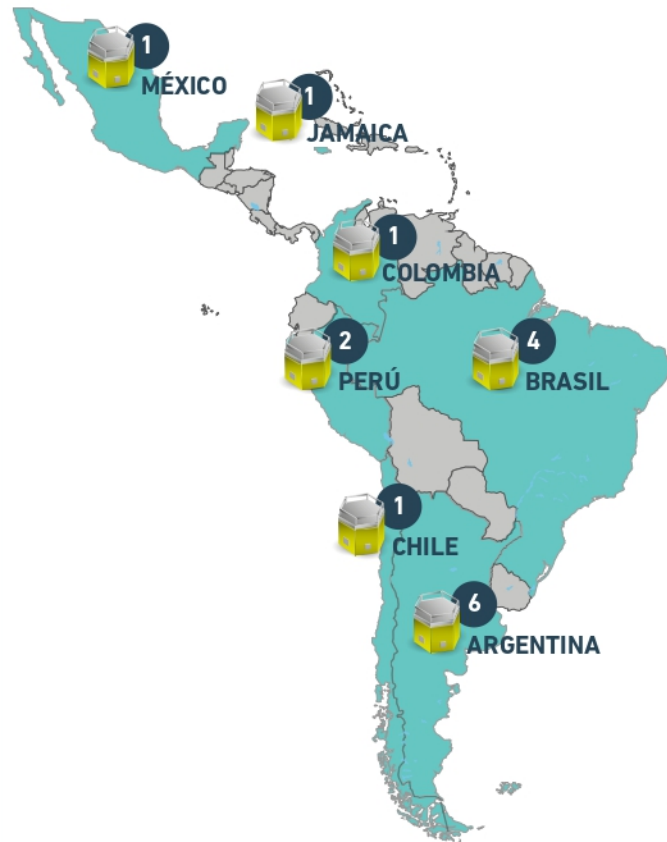 1
MÉXICO
1
JAMAICA
1
COLOMBIA
2
PERÚ
4
BRASIL
1
CHILE
6
ARGENTINA